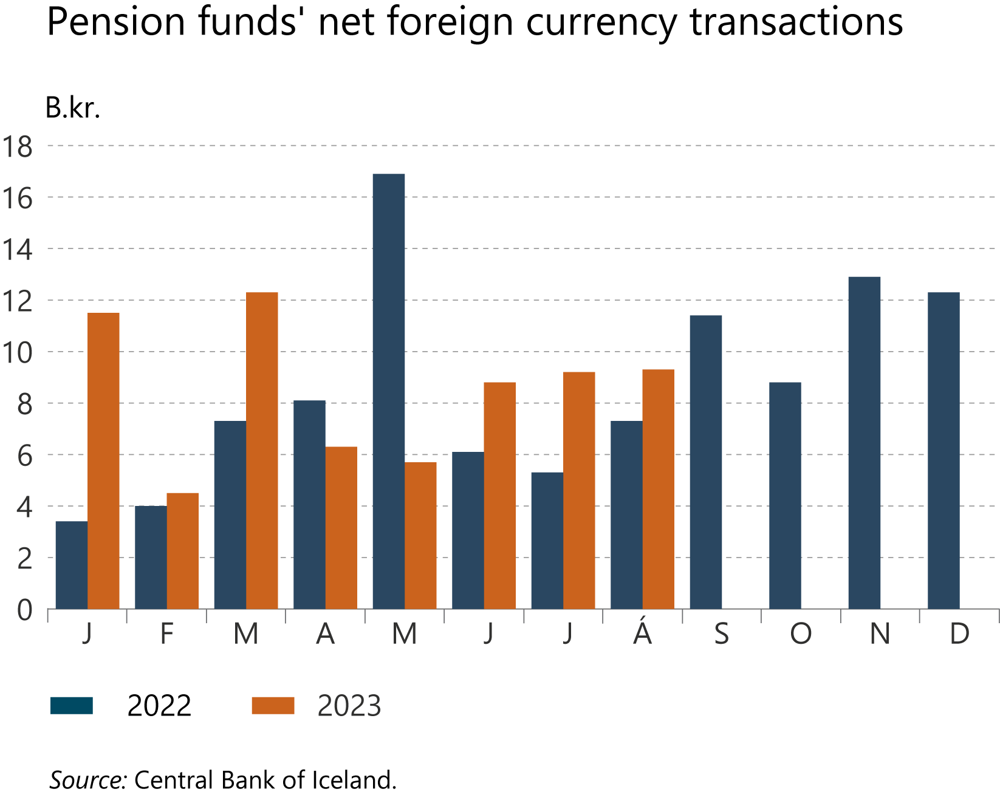 Pension funds' net foreign currency transactions
B.kr.
18
16
14
12
10
8
6
4
2
0
J F M A M J J Á S O N D
2022 2023
Source: Central Bank of Iceland.